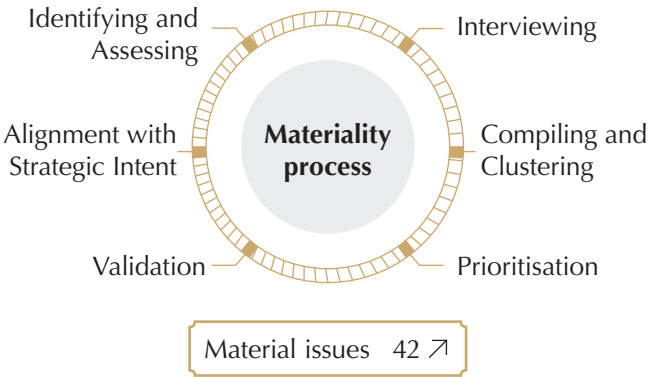 Identifying and
Assessing
Interviewing
Alignment with
Strategic Intent
Materiality
process
Compiling and
Clustering
Validation
Prioritisation
Material issues 42 ↗